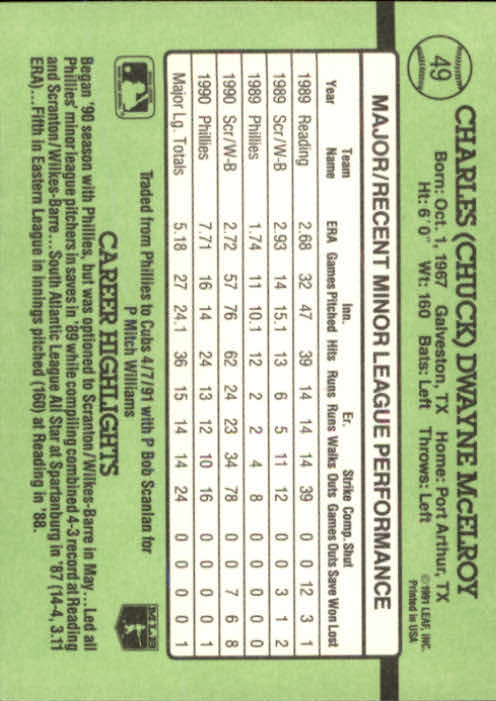 49
CHARLES (CHUCK) DWAYNE McELROY
Born: Oct. 1, 1967 Galveston, TX Home: Port Arthur, TX
Ht: 6'0" Wt: 160 Bats: Left Throws: Left
© 1991 LEAF, INC.
Printed in USA
MAJOR/RECENT MINOR LEAGUE PERFORMANCE
Team Inn. Er. Strike Comp. Shut
Year Name ERA Games Pitched Hits Runs Runs Walks Outs Games Outs Save Won Lost
1989 Reading 2.68 32 47 39 14 14 14 39 0 0 12 3 1
1989 Scr/W-B 2.93 14 15.1 13 6 5 11 12 0 0 3 1 2
1989 Phillies 1.74 11 10.1 12 2 2 4 8 0 0 0 0 0
1990 Scr/W-B 2.72 57 76 62 24 23 34 78 0 0 7 6 8
1990 Phillies 7.71 16 14 24 13 12 10 16 0 0 0 0 1
Major Lg. Totals 5.18 27 24.1 36 15 14 14 24 0 0 0 0 1
Traded from Phillies to Cubs 4/7/91 with P Bob Scanlan for
P Mitch Williams
MLB
CAREER HIGHLIGHTS
Began '90 season with Phillies, but was optioned to Scranton/Wilkes-Barre in May...Led all
Phillies' minor league pitchers in saves in '89 while compiling combined 4-3 record at Reading
and Scranton/Wilkes-Barre...South Atlantic League All Star at Spartanburg in '87 (14-4, 3.11
ERA)...Fifth in Eastern League in innings pitched (160) at Reading in '88.